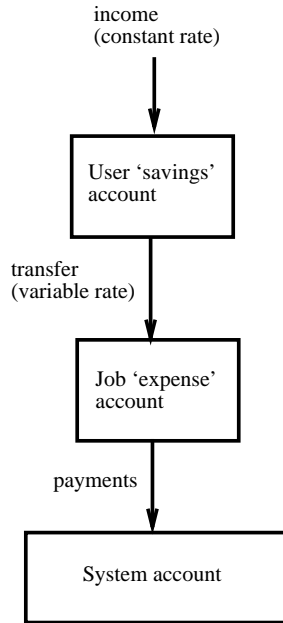 income
(constant rate)
User ‘savings’
account
transfer
(variable rate)
Job ‘expense’
account
payments
System account